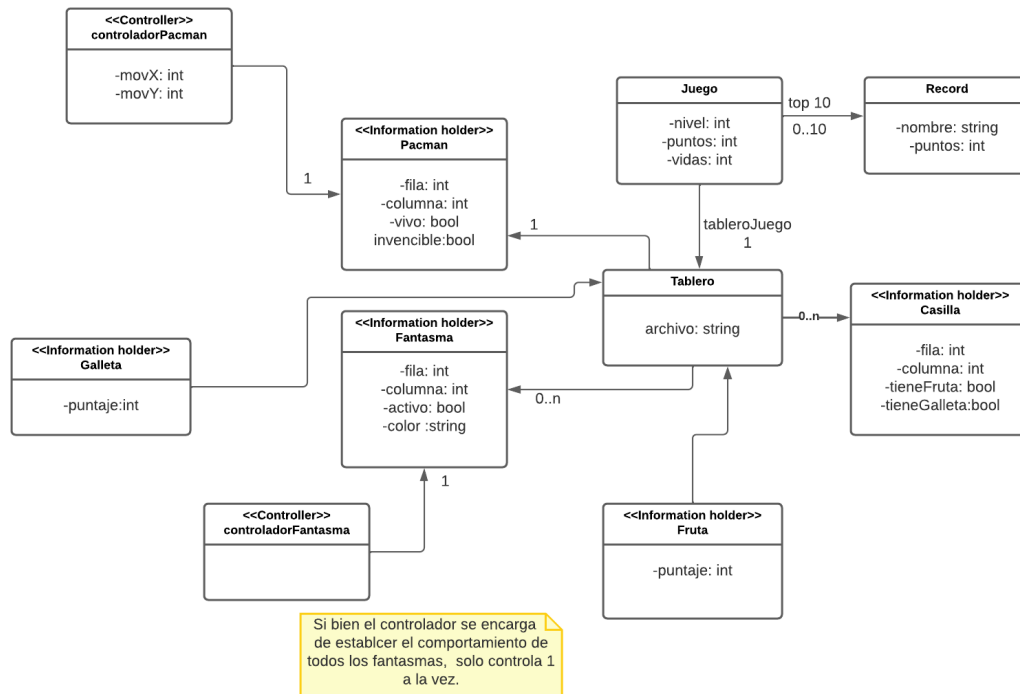 <<Controller>>
controladorPacman
-movX: int
-movY: int
1
<<Information holder>>
Pacman
-fila: int
-columna: int
-vivo: bool
invencible:bool
1
Juego
-nivel: int
-puntos: int
-vidas: int
top 10
0..10
Record
-nombre: string
-puntos: int
tableroJuego
1
Tablero
archivo: string
0..n
<<Information holder>>
Casilla
-fila: int
-columna: int
-tieneFruta: bool
-tieneGalleta:bool
<<Information holder>>
Galleta
-puntaje:int
<<Information holder>>
Fantasma
-fila: int
-columna: int
-activo: bool
-color :string
0..n
1
<<Controller>>
controladorFantasma
<<Information holder>>
Fruta
-puntaje: int
Si bien el controlador se encarga
de establcer el comportamiento de
todos los fantasmas, solo controla 1
a la vez.